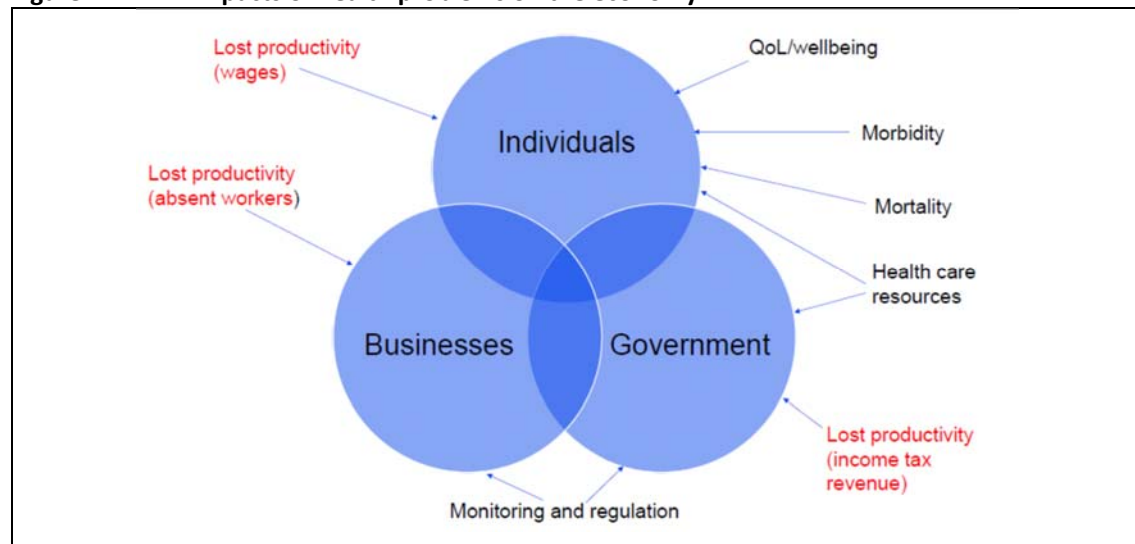 Lost productivity
(wages)
QoL/wellbeing
Individuals
Morbidity
Lost productivity
(absent workers)
Mortality
Health care
resources
Businesses
Government
Lost productivity
(income tax
revenue)
Monitoring and regulation